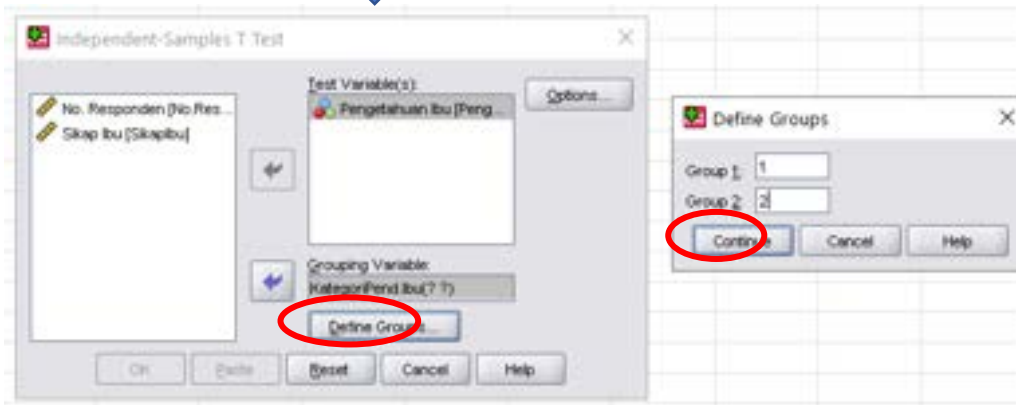 Independent-Samples T Test
Test Variable(s):
No. Responden [No.Res...
Sikap Ibu [SikapIbu]
Pengetahuan Ibu [Peng...
Options...
Grouping Variable:
KategoriPend.Ibu(? ?)
Define Groups...
OK
Paste
Reset
Cancel
Help
Define Groups
Group 1: 1
Group 2: 2
Continue
Cancel
Help